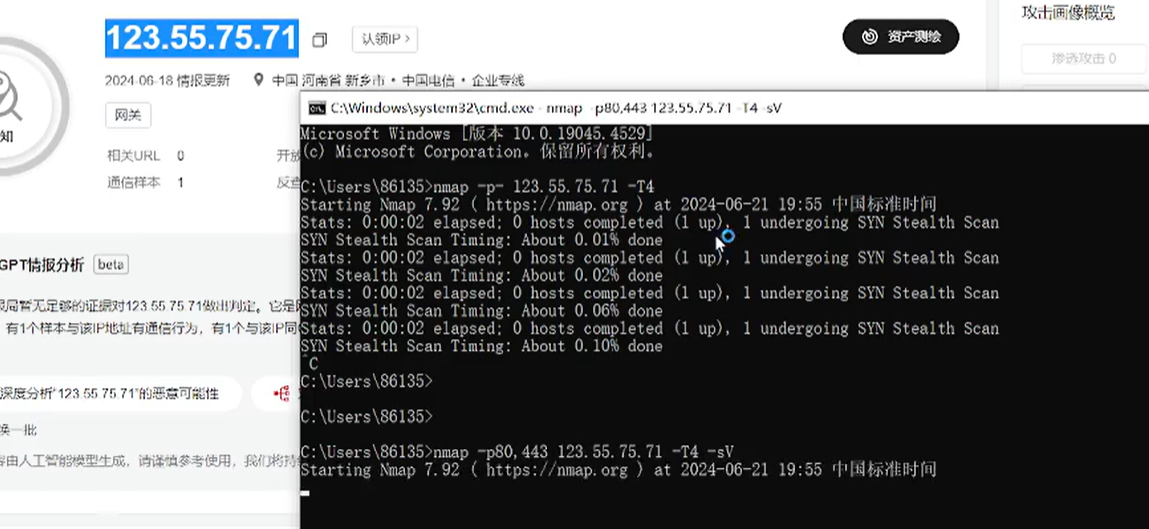 攻击画像概览
123.55.75.71
认领IP >
资产测绘
渗透攻击 0
2024-06-18 情报更新
中国 河南省 新乡市 • 中国电信 • 企业专线
网关
知
相关URL 0
开放
通信样本 1
反查
GPT情报分析 beta
暂无足够的证据对123.55.75.71做出判定。它是
有1个样本与该IP地址有通信行为，有1个与该IP同
深度分析“123.55.75.71”的恶意可能性
换一批
容由人工智能模型生成，请谨慎参考使用，我们将持
C:\Windows\system32\cmd.exe - nmap -p80,443 123.55.75.71 -T4 -sV
Microsoft Windows [版本 10.0.19045.4529]
(c) Microsoft Corporation。保留所有权利。
C:\Users\86135>nmap -p- 123.55.75.71 -T4
Starting Nmap 7.92 ( https://nmap.org ) at 2024-06-21 19:55 中国标准时间
Stats: 0:00:02 elapsed; 0 hosts completed (1 up), 1 undergoing SYN Stealth Scan
SYN Stealth Scan Timing: About 0.01% done
Stats: 0:00:02 elapsed; 0 hosts completed (1 up), 1 undergoing SYN Stealth Scan
SYN Stealth Scan Timing: About 0.02% done
Stats: 0:00:02 elapsed; 0 hosts completed (1 up), 1 undergoing SYN Stealth Scan
SYN Stealth Scan Timing: About 0.06% done
Stats: 0:00:02 elapsed; 0 hosts completed (1 up), 1 undergoing SYN Stealth Scan
SYN Stealth Scan Timing: About 0.10% done
^C
C:\Users\86135>
C:\Users\86135>
C:\Users\86135>nmap -p80,443 123.55.75.71 -T4 -sV
Starting Nmap 7.92 ( https://nmap.org ) at 2024-06-21 19:55 中国标准时间